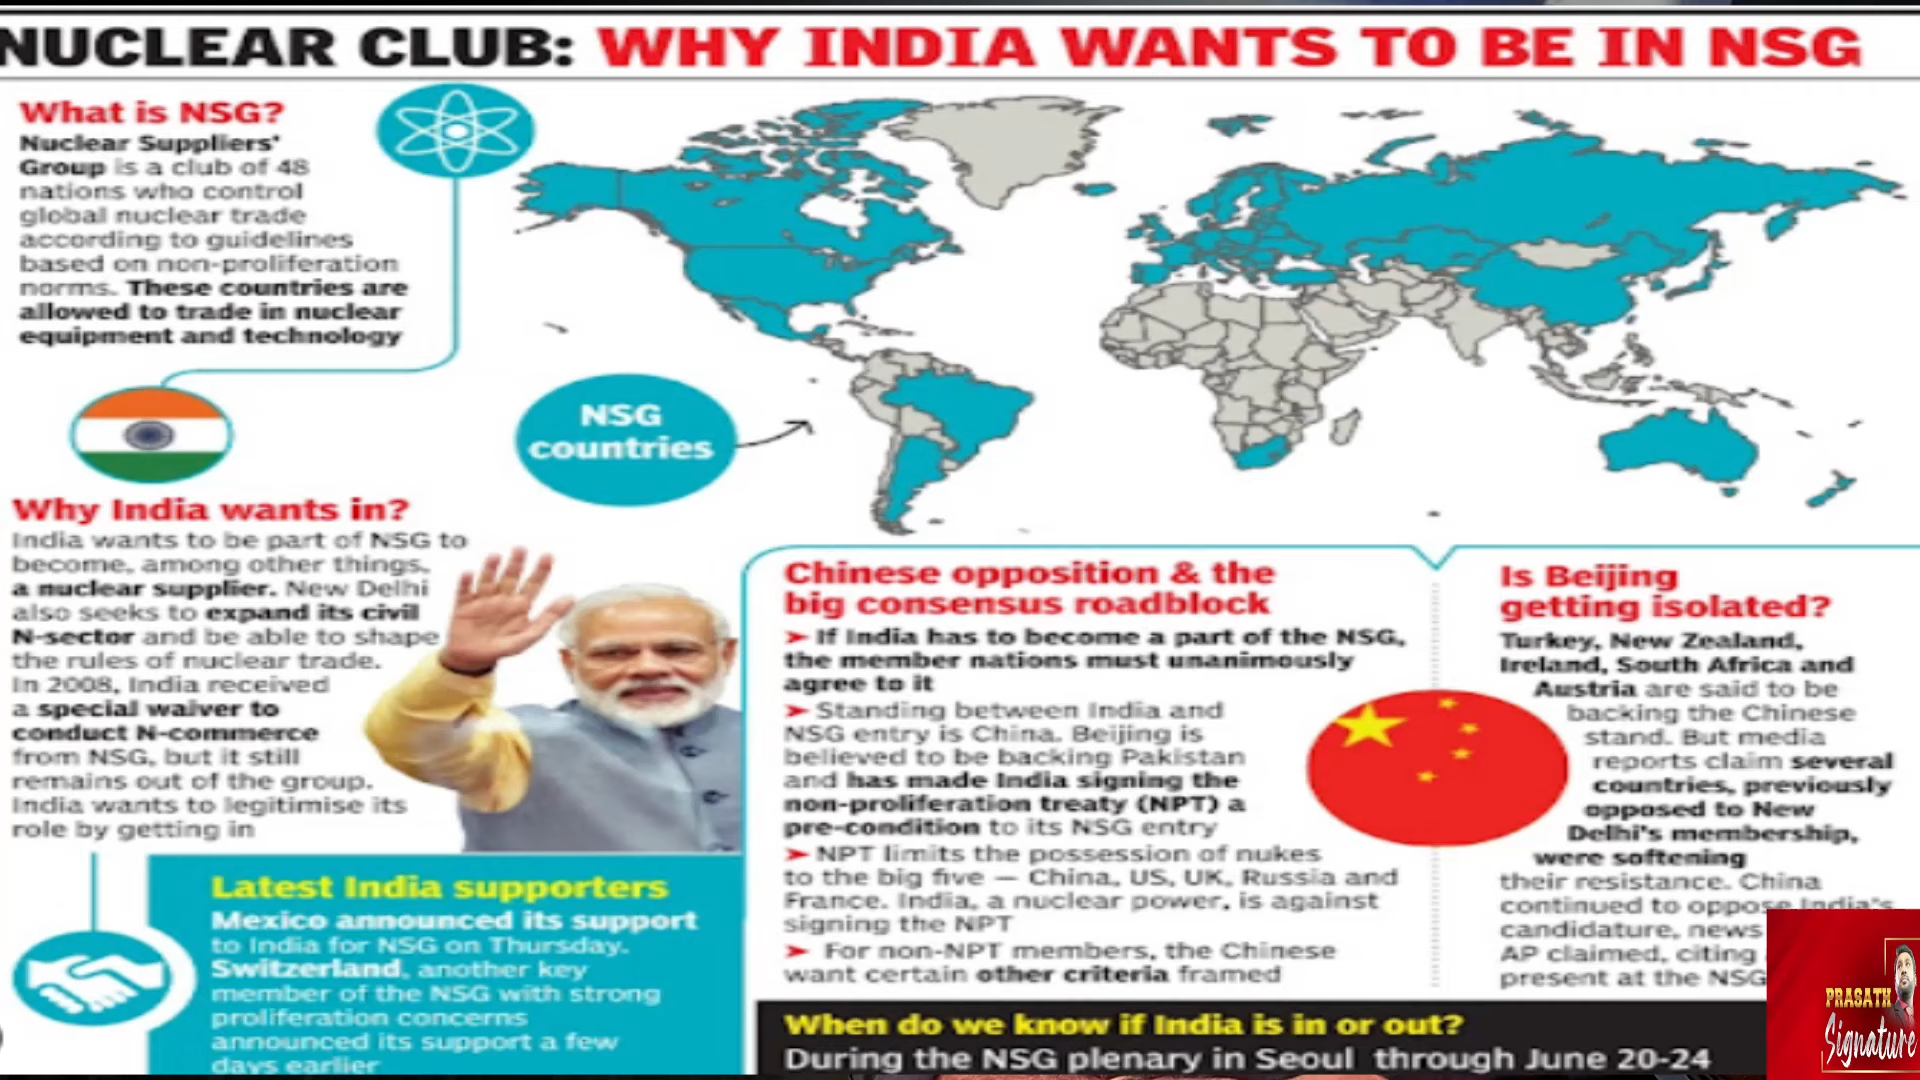 NUCLEAR CLUB: WHY INDIA WANTS TO BE IN NSG
What is NSG?
Nuclear Suppliers'
Group is a club of 48
nations who control
global nuclear trade
according to guidelines
based on non-proliferation
norms. These countries are
allowed to trade in nuclear
equipment and technology
NSG
countries
Why India wants in?
India wants to be part of NSG to
become, among other things,
a nuclear supplier. New Delhi
also seeks to expand its civil
N-sector and be able to shape
the rules of nuclear trade.
In 2008, India received
a special waiver to
conduct N-commerce
from NSG, but it still
remains out of the group.
India wants to legitimise its
role by getting in
Latest India supporters
Mexico announced its support
to India for NSG on Thursday.
Switzerland, another key
member of the NSG with strong
proliferation concerns
announced its support a few
days earlier
Chinese opposition & the
big consensus roadblock
➤ If India has to become a part of the NSG,
the member nations must unanimously
agree to it
➤ Standing between India and
NSG entry is China. Beijing is
believed to be backing Pakistan
and has made India signing the
non-proliferation treaty (NPT) a
pre-condition to its NSG entry
➤ NPT limits the possession of nukes
to the big five — China, US, UK, Russia and
France. India, a nuclear power, is against
signing the NPT
➤ For non-NPT members, the Chinese
want certain other criteria framed
Is Beijing
getting isolated?
Turkey, New Zealand,
Ireland, South Africa and
Austria are said to be
backing the Chinese
stand. But media
reports claim several
countries, previously
opposed to New
Delhi's membership,
were softening
their resistance. China
continued to oppose India's
candidature, news
AP claimed, citing
present at the NSG
When do we know if India is in or out?
During the NSG plenary in Seoul through June 20-24
PRASATH
Signature